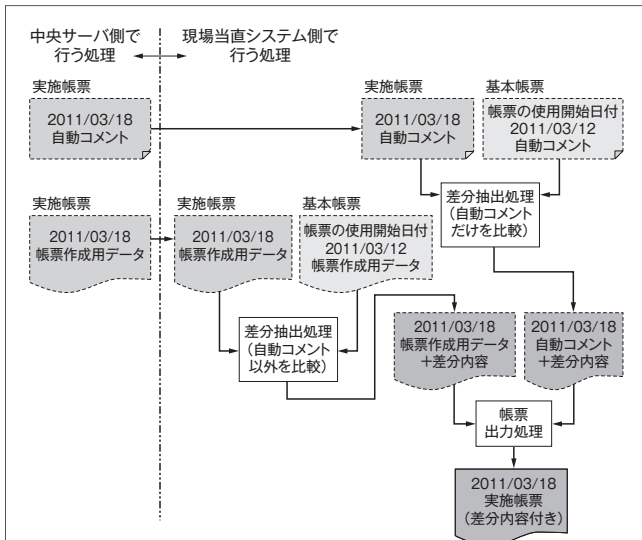 中央サーバ側で
行う処理
現場当直システム側で
行う処理
実施帳票
2011/03/18
自動コメント
実施帳票
2011/03/18
自動コメント
基本帳票
帳票の使用開始日付
2011/03/12
自動コメント
差分抽出処理
(自動コメント
だけを比較)
実施帳票
2011/03/18
帳票作成用データ
実施帳票
2011/03/18
帳票作成用データ
基本帳票
帳票の使用開始日付
2011/03/12
帳票作成用データ
差分抽出処理
(自動コメント
以外を比較)
2011/03/18
帳票作成用データ
+差分内容
2011/03/18
自動コメント
+差分内容
帳票
出力処理
2011/03/18
実施帳票
(差分内容付き)